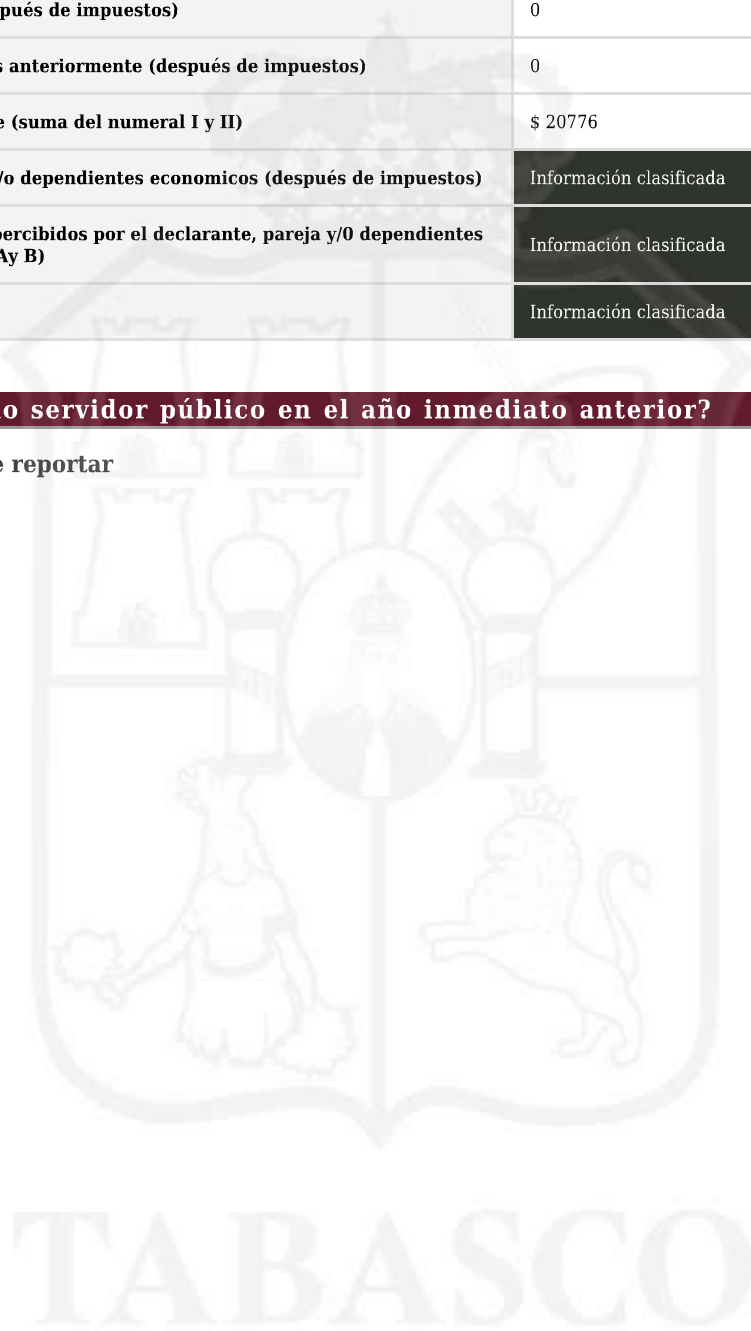 pués de impuestos)
0
s anteriormente (después de impuestos)
0
e (suma del numeral I y II)
$ 20776
/o dependientes economicos (después de impuestos)
Información clasificada
percibidos por el declarante, pareja y/0 dependientes
Ay B)
Información clasificada
Información clasificada
o servidor público en el año inmediato anterior?
e reportar
TABASCO